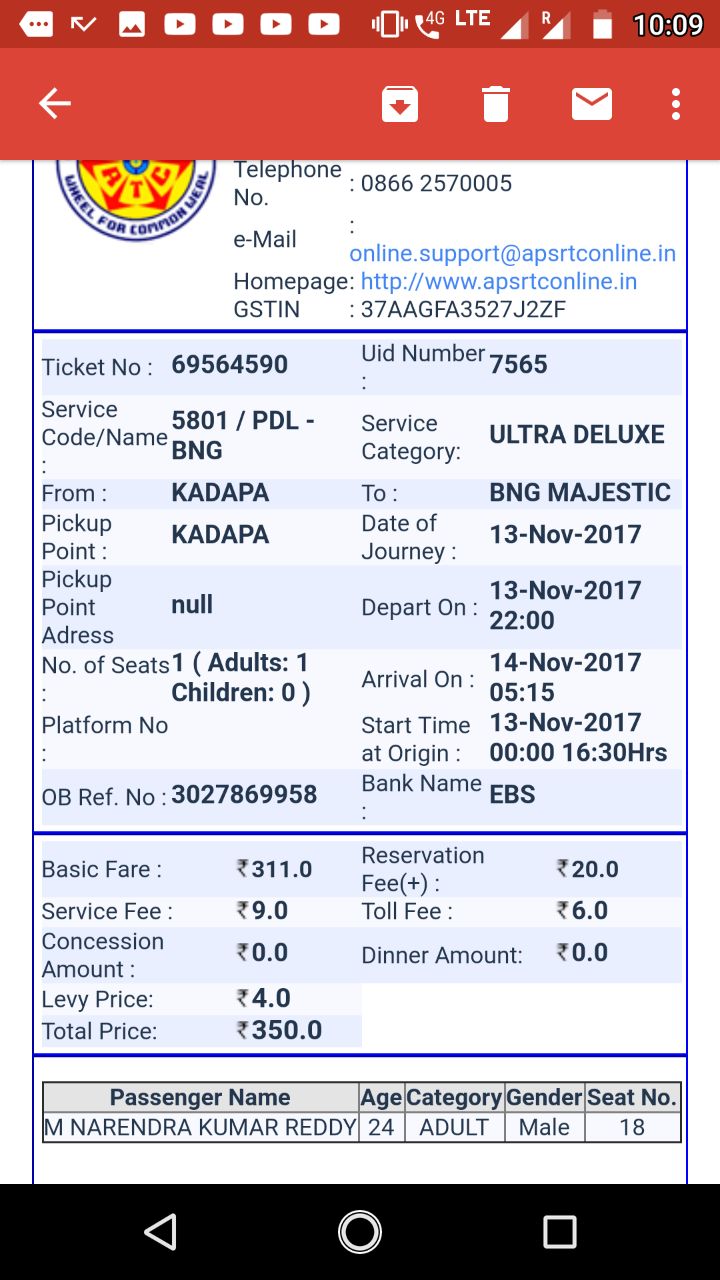 4G LTE R 10:09
Telephone No. : 0866 2570005
e-Mail : online.support@apsrtconline.in
Homepage: http://www.apsrtconline.in
GSTIN : 37AAGFA3527J2ZF
RTC
WHEEL FOR COMMON WEAL
Ticket No : 69564590 Uid Number : 7565
Service Code/Name : 5801 / PDL - BNG Service Category: ULTRA DELUXE
From : KADAPA To : BNG MAJESTIC
Pickup Point : KADAPA Date of Journey : 13-Nov-2017
Pickup Point Adress null Depart On : 13-Nov-2017 22:00
No. of Seats : 1 ( Adults: 1 Children: 0 ) Arrival On : 14-Nov-2017 05:15
Platform No : Start Time at Origin : 13-Nov-2017 00:00 16:30Hrs
OB Ref. No : 3027869958 Bank Name : EBS
Basic Fare : ₹311.0 Reservation Fee(+) : ₹20.0
Service Fee : ₹9.0 Toll Fee : ₹6.0
Concession Amount : ₹0.0 Dinner Amount: ₹0.0
Levy Price: ₹4.0
Total Price: ₹350.0
Passenger Name Age Category Gender Seat No.
M NARENDRA KUMAR REDDY 24 ADULT Male 18